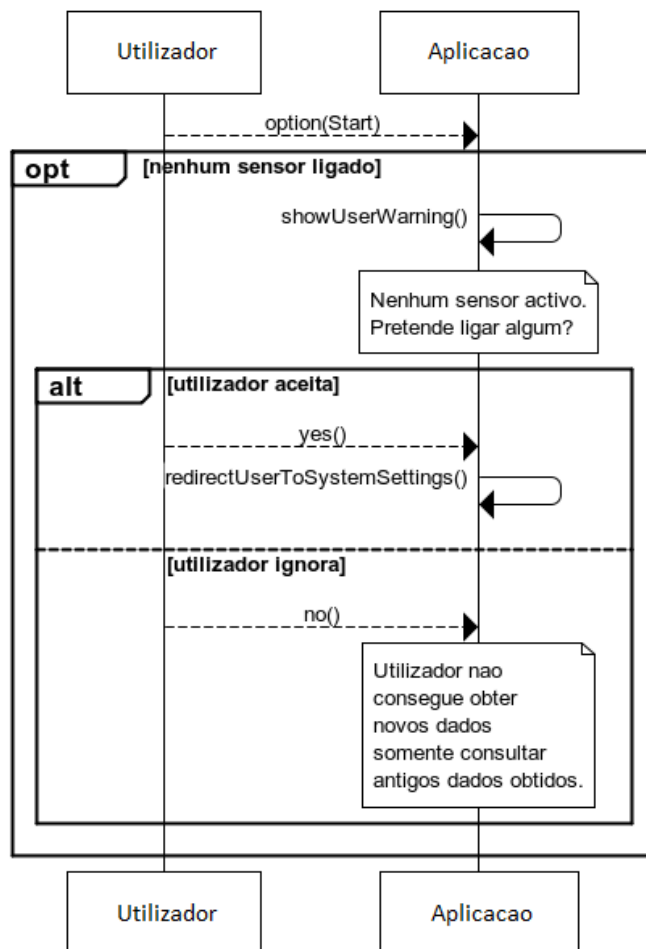 Utilizador
Aplicacao
option(Start)
opt
[nenhum sensor ligado]
showUserWarning()
Nenhum sensor activo.
Pretende ligar algum?
alt
[utilizador aceita]
yes()
redirectUserToSystemSettings()
[utilizador ignora]
no()
Utilizador nao
consegue obter
novos dados
somente consultar
antigos dados obtidos.
Utilizador
Aplicacao